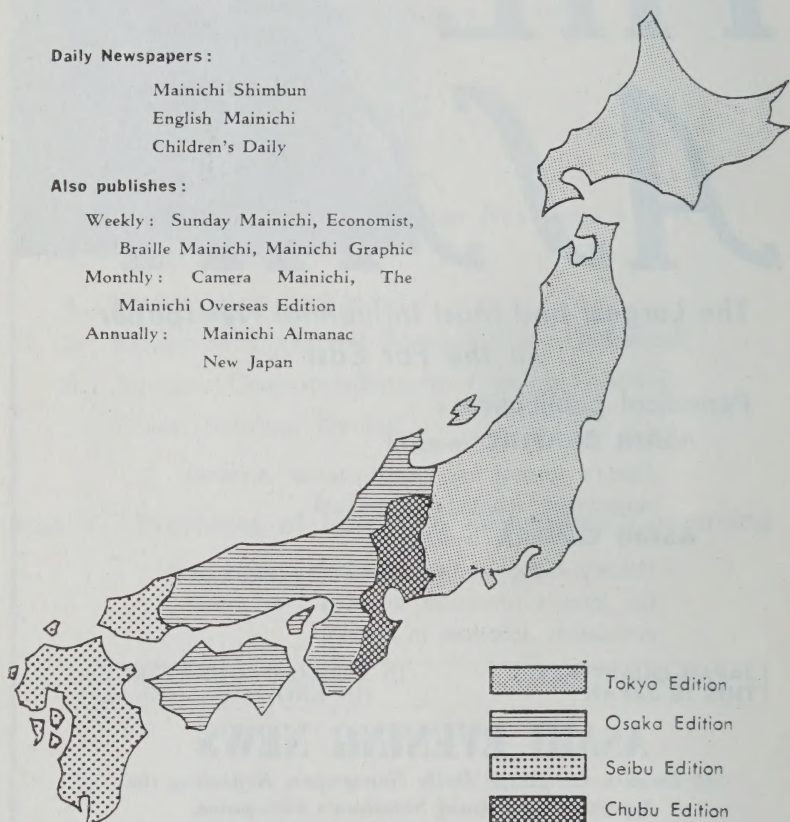 Daily Newspapers:
Mainichi Shimbun
English Mainichi
Children's Daily
Also publishes:
Weekly: Sunday Mainichi, Economist,
Braille Mainichi, Mainichi Graphic
Monthly: Camera Mainichi, The
Mainichi Overseas Edition
Annually: Mainichi Almanac
New Japan
Tokyo Edition
Osaka Edition
Seibu Edition
Chubu Edition